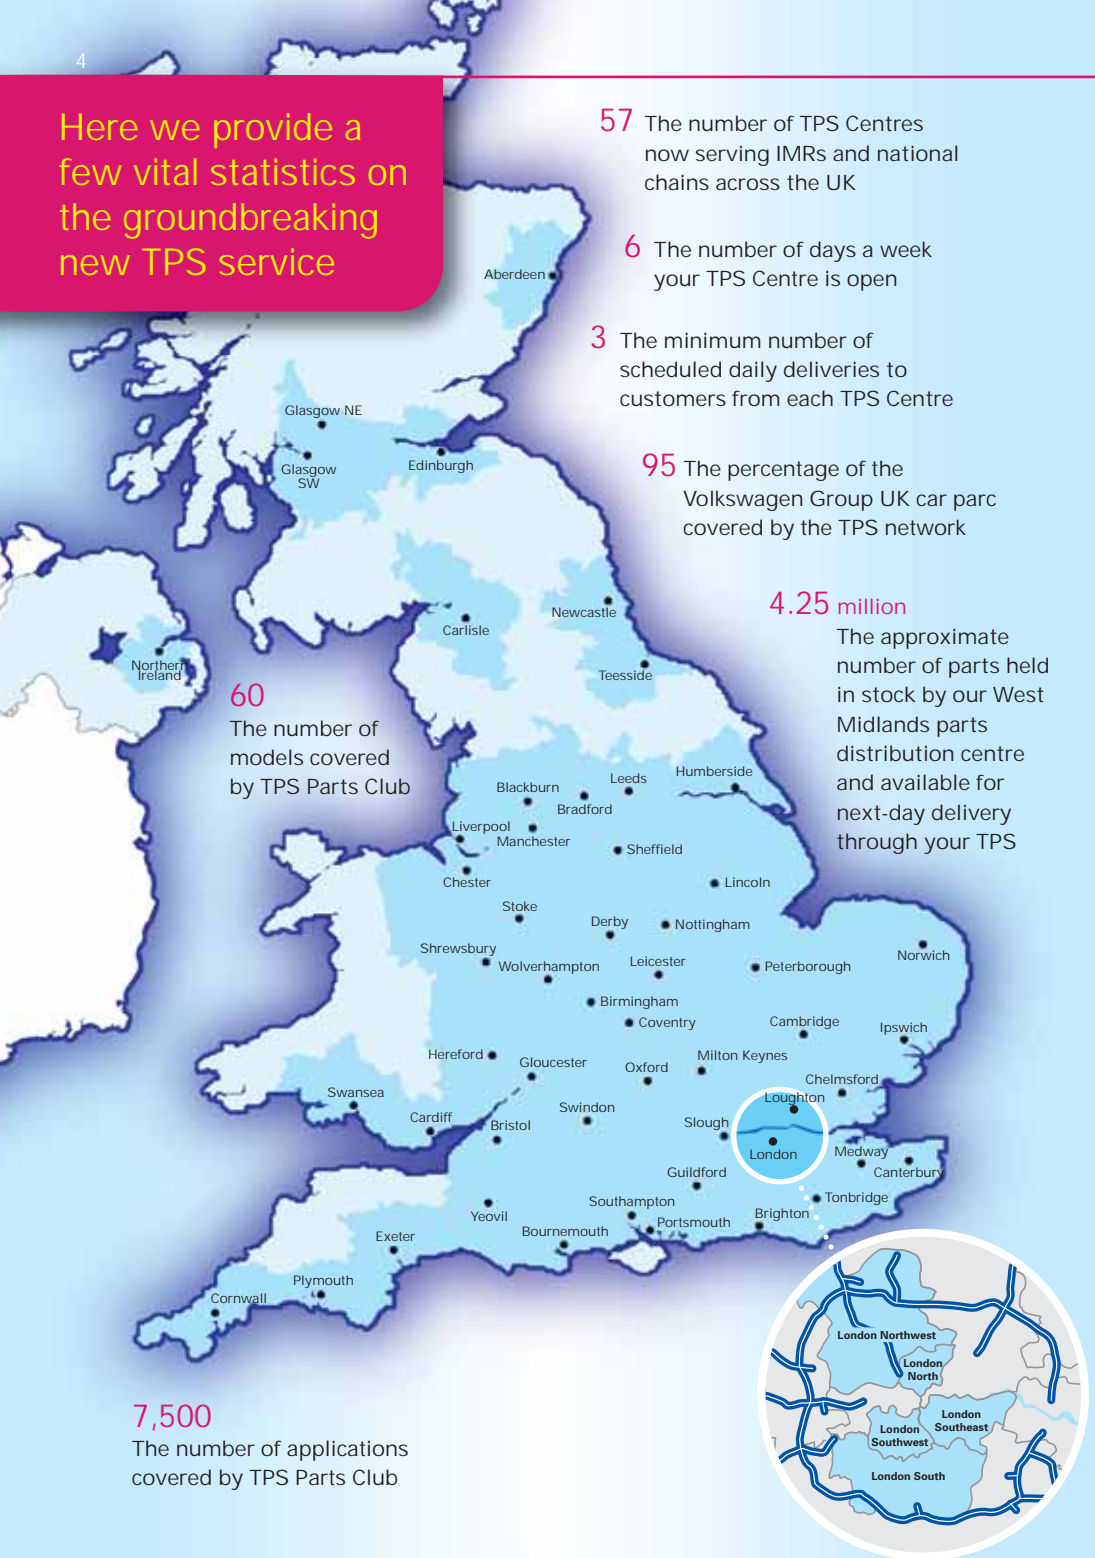 4
Here we provide a
few vital statistics on
the groundbreaking
new TPS service
57 The number of TPS Centres
now serving IMRs and national
chains across the UK
6 The number of days a week
your TPS Centre is open
3 The minimum number of
scheduled daily deliveries to
customers from each TPS Centre
95 The percentage of the
Volkswagen Group UK car parc
covered by the TPS network
4.25 million
The approximate
number of parts held
in stock by our West
Midlands parts
distribution centre
and available for
next-day delivery
through your TPS
60
The number of
models covered
by TPS Parts Club
7,500
The number of applications
covered by TPS Parts Club
Aberdeen
Glasgow NE
Glasgow
SW
Edinburgh
Newcastle
Carlisle
Northern
Ireland
Teesside
Humberside
Leeds
Blackburn
Bradford
Liverpool
Manchester
Sheffield
Chester
Lincoln
Stoke
Derby
Nottingham
Shrewsbury
Wolverhampton
Leicester
Peterborough
Norwich
Birmingham
Coventry
Cambridge
Ipswich
Hereford
Gloucester
Oxford
Milton Keynes
Chelmsford
Swansea
Loughton
Cardiff
Swindon
Bristol
Slough
London
Medway
Canterbury
Guildford
Tonbridge
Southampton
Yeovil
Portsmouth
Brighton
Bournemouth
Exeter
Plymouth
Cornwall
London Northwest
London
North
London
Southeast
London
Southwest
London South